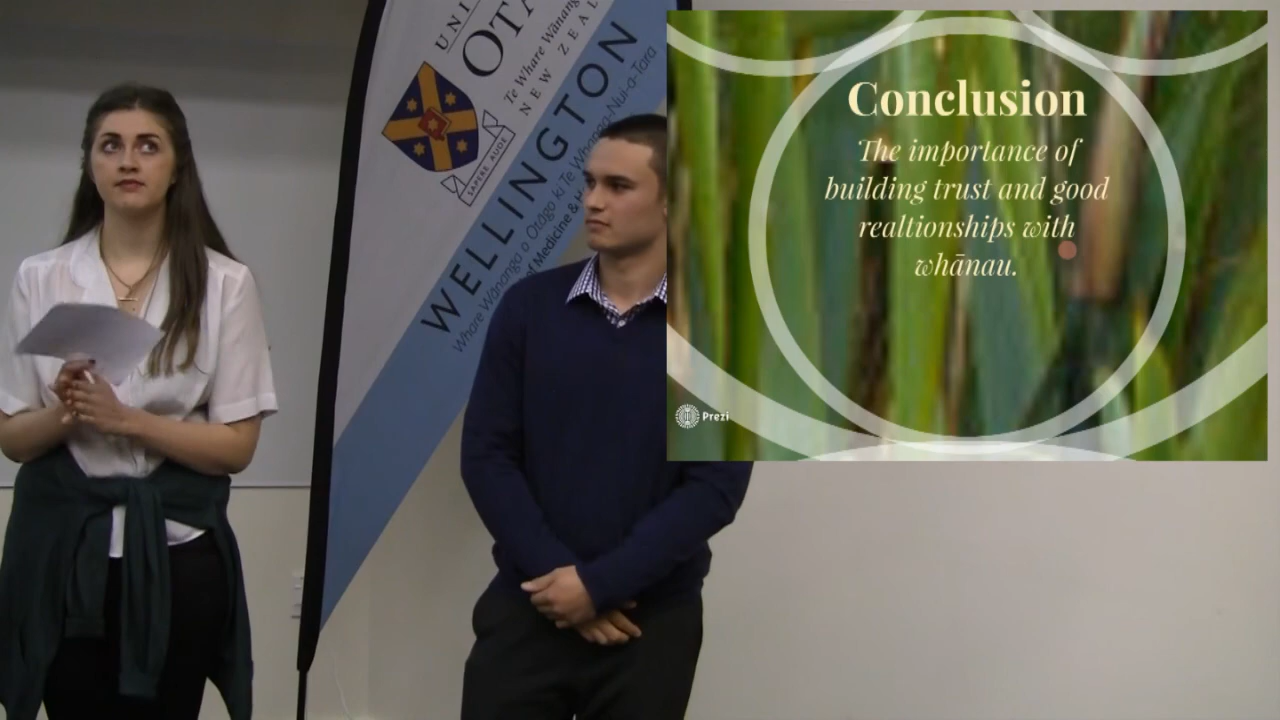 UNI
OTA
Te Whare Wānang
NEW ZEAL
SAPERE AUDE
WELLINGTON
Whare Wānanga o Otāgo ki Te Whanga-Nui-a-Tara
of Medicine &
Conclusion
The importance of
building trust and good
realtionships with
whānau.
Prezi